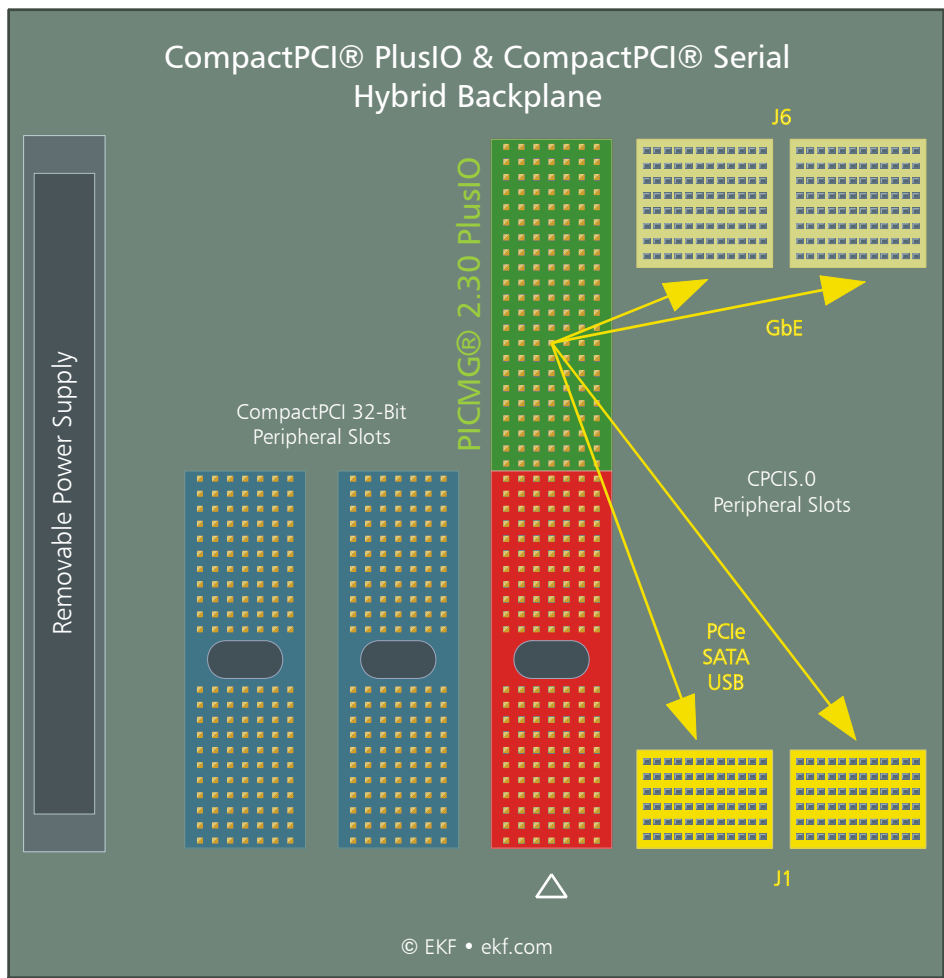 CompactPCI® PlusIO & CompactPCI® Serial
Hybrid Backplane
J6
PICMG® 2.30 PlusIO
GbE
Removable Power Supply
CompactPCI 32-Bit
Peripheral Slots
CPCIS.0
Peripheral Slots
PCIe
SATA
USB
J1
© EKF • ekf.com